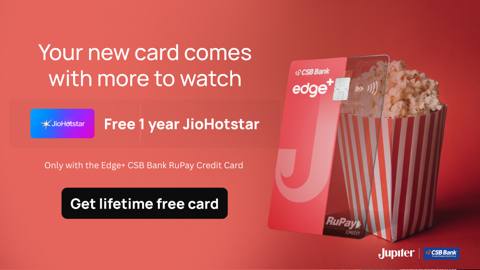 Your new card comes
with more to watch
JioHotstar
Free 1 year JioHotstar
Only with the Edge+ CSB Bank RuPay Credit Card
Get lifetime free card
CSB Bank
edge+
J
RuPay
Jupiter
CSB Bank